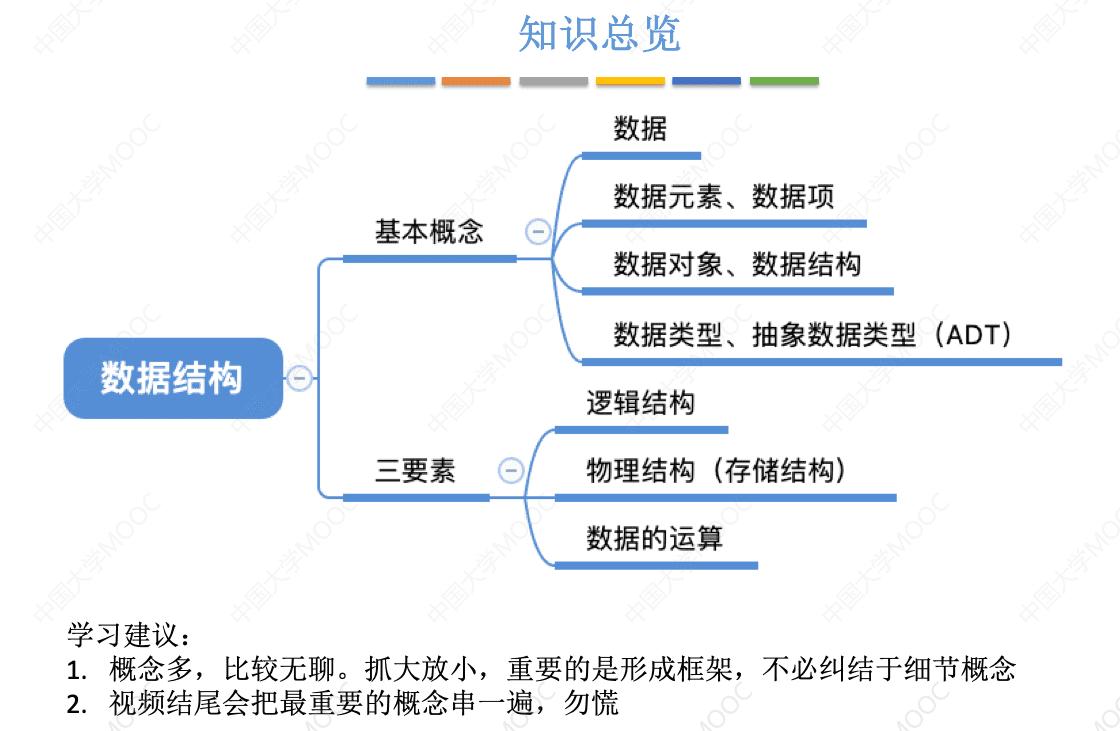 知识总览
数据
数据元素、数据项
基本概念
数据对象、数据结构
数据类型、抽象数据类型（ADT）
数据结构
逻辑结构
三要素
物理结构（存储结构）
数据的运算
学习建议：
1. 概念多，比较无聊。抓大放小，重要的是形成框架，不必纠结于细节概念
2. 视频结尾会把最重要的概念串一遍，勿慌
中国大学MOOC